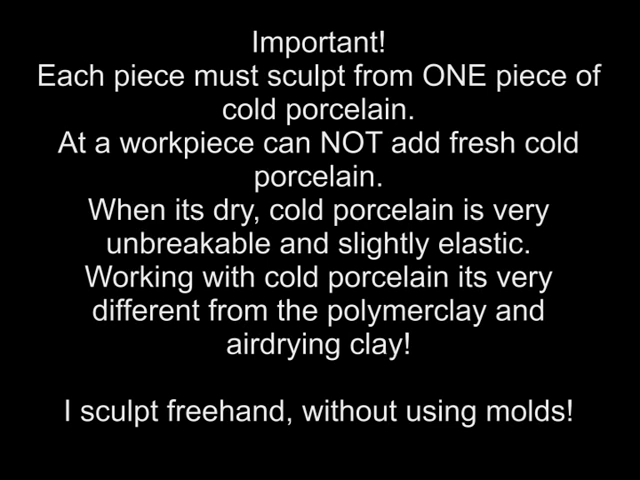 Important!
Each piece must sculpt from ONE piece of
cold porcelain.
At a workpiece can NOT add fresh cold
porcelain.
When its dry, cold porcelain is very
unbreakable and slightly elastic.
Working with cold porcelain its very
different from the polymerclay and
airdrying clay!
I sculpt freehand, without using molds!